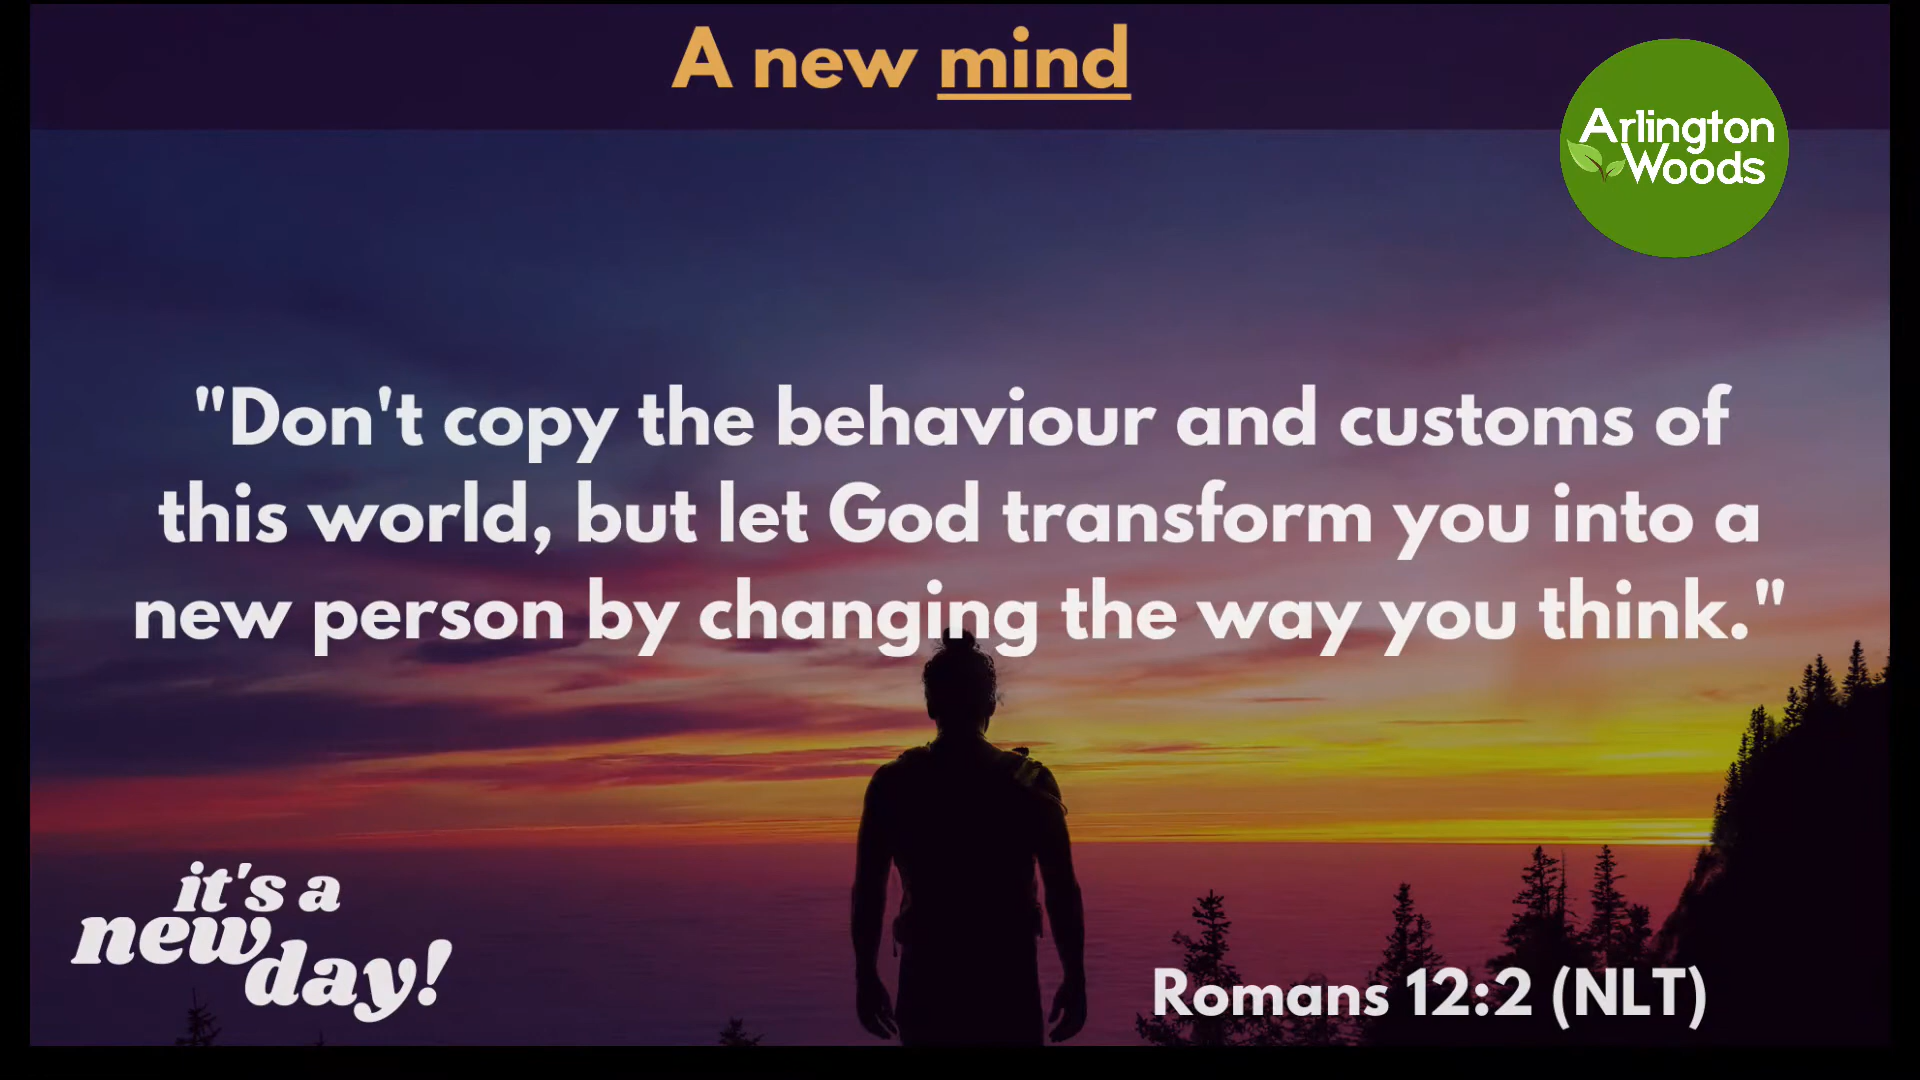 A new mind
Arlington
Woods
"Don't copy the behaviour and customs of
this world, but let God transform you into a
new person by changing the way you think."
it's a
new
day!
Romans 12:2 (NLT)